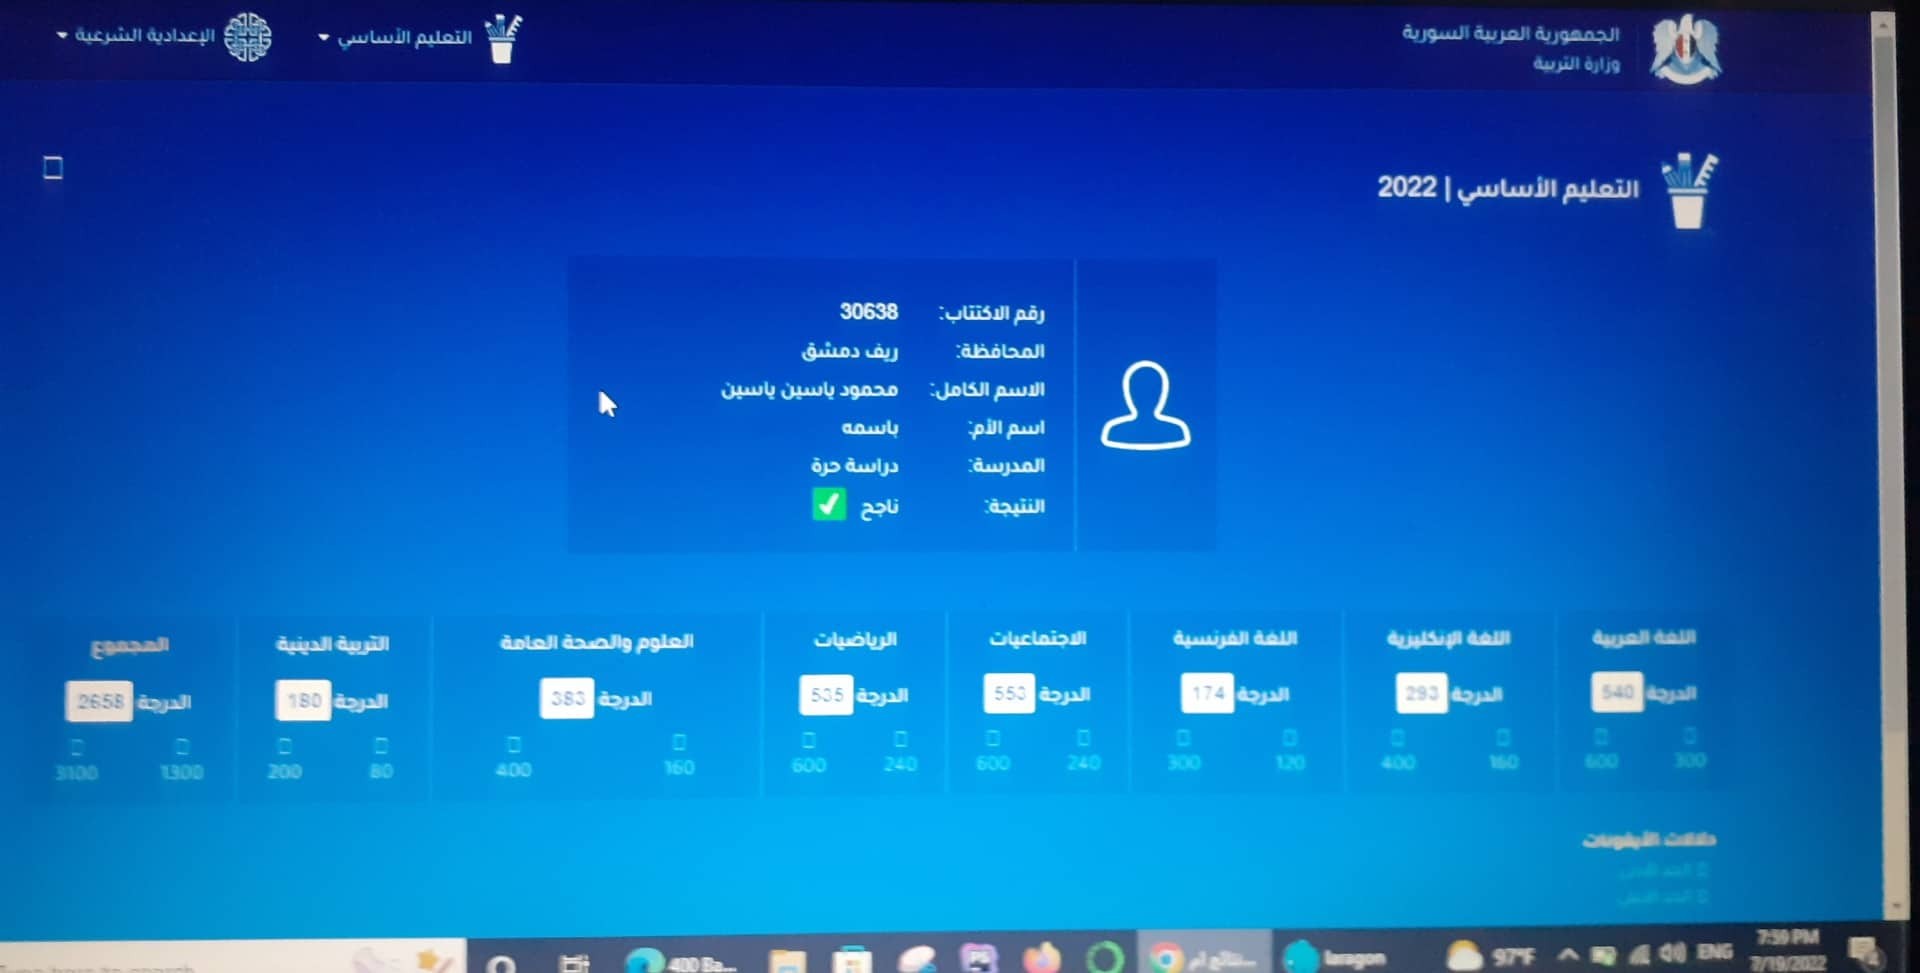 الجمهورية العربية السورية
وزارة التربية
التعليم الأساسي
الإعدادية الشرعية
التعليم الأساسي | 2022
رقم الاكتتاب: 30638
المحافظة: ريف دمشق
الاسم الكامل: محمود ياسين ياسين
اسم الأم: باسمه
المدرسة: دراسة حرة
النتيجة: ناجح
اللغة العربية
الدرجة 540
300 600
اللغة الإنكليزية
الدرجة 293
160 400
اللغة الفرنسية
الدرجة 174
120 300
الاجتماعيات
الدرجة 553
240 600
الرياضيات
الدرجة 535
240 600
العلوم والصحة العامة
الدرجة 383
160 400
التربية الدينية
الدرجة 180
80 200
المجموع
الدرجة 2658
1300 3100
دلالات الأيقونات
400 Ba...
نتائج ام...
laragon
97°F
ENG
7:59 PM
7/19/2022